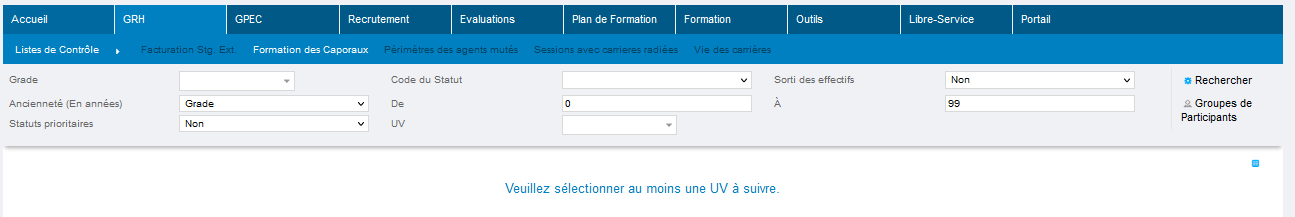 Accueil GRH GPEC Recrutement Evaluations Plan de Formation Formation Outils Libre-Service Portail
Listes de Contrôle Facturation Stg. Ext. Formation des Caporaux Périmètres des agents mutés Sessions avec carrieres radiées Vie des carrières
Grade Code du Statut Sorti des effectifs Non Rechercher
Ancienneté (En années) Grade De 0 À 99 Groupes de
Participants
Statuts prioritaires Non UV
Veuillez sélectionner au moins une UV à suivre.